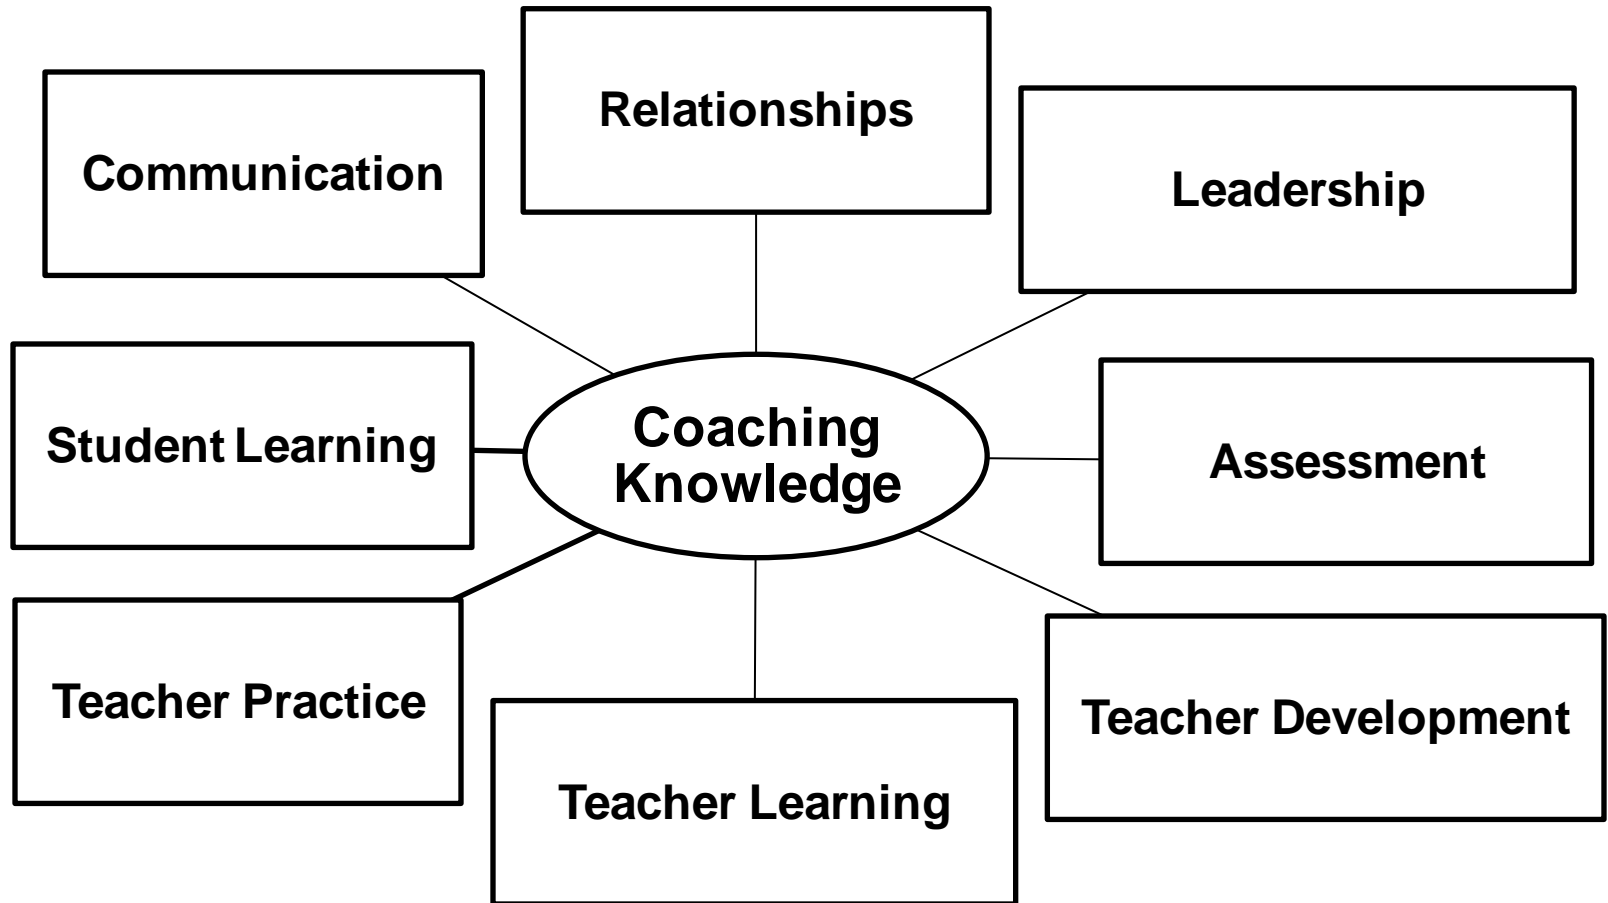 Relationships
Communication
Leadership
Student Learning
Coaching
Knowledge
Assessment
Teacher Practice
Teacher Development
Teacher Learning